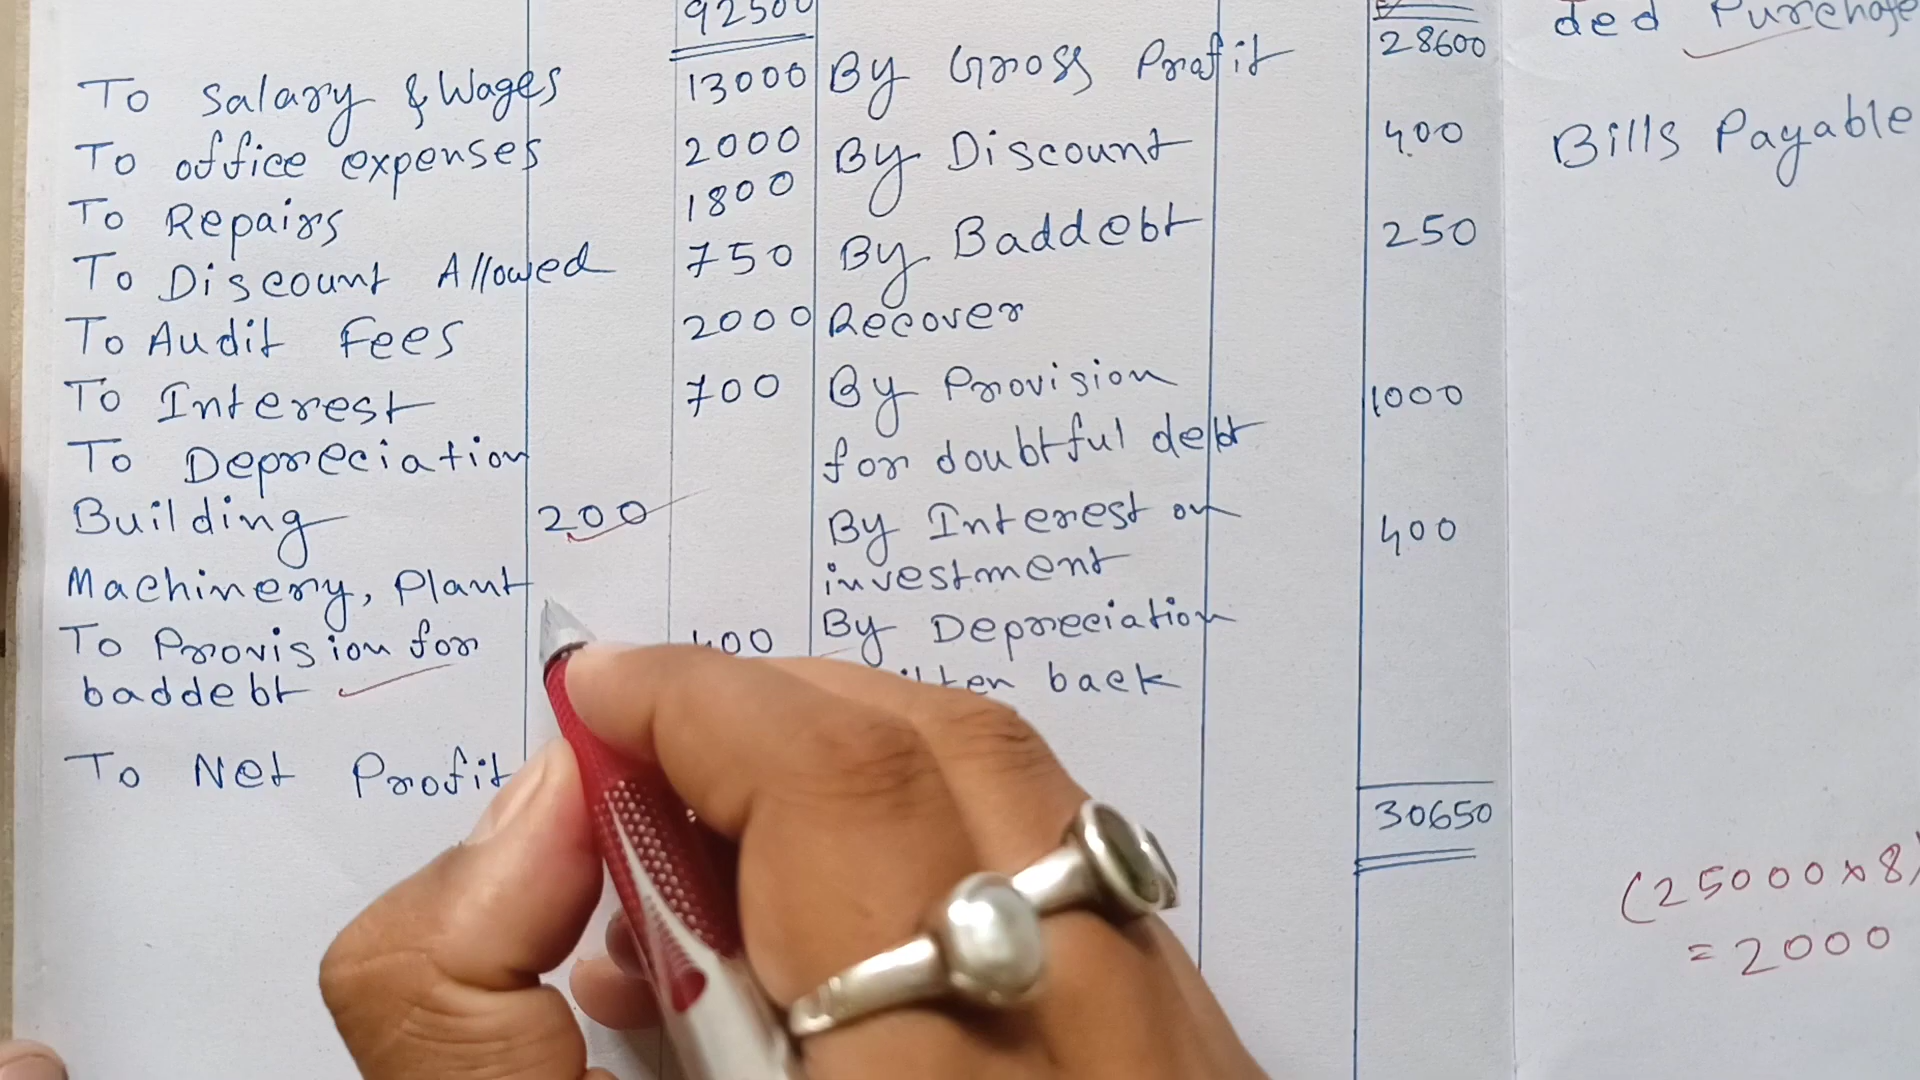 92500
ded Purchase
To Salary & Wages 13000 By Gross Profit 28600
To office expenses 2000 By Discount 400 Bills Payable
To Repairs 1800
To Discount Allowed 750 By Baddebt 250
To Audit Fees 2000 Recover
To Interest 700 By Provision 1000
To Depreciation for doubtful debt
Building 200 By Interest on 400
Machinery, Plant investment
To Provision for By Depreciation
baddebt back
To Net Profit
30650
(25000×8)
=2000